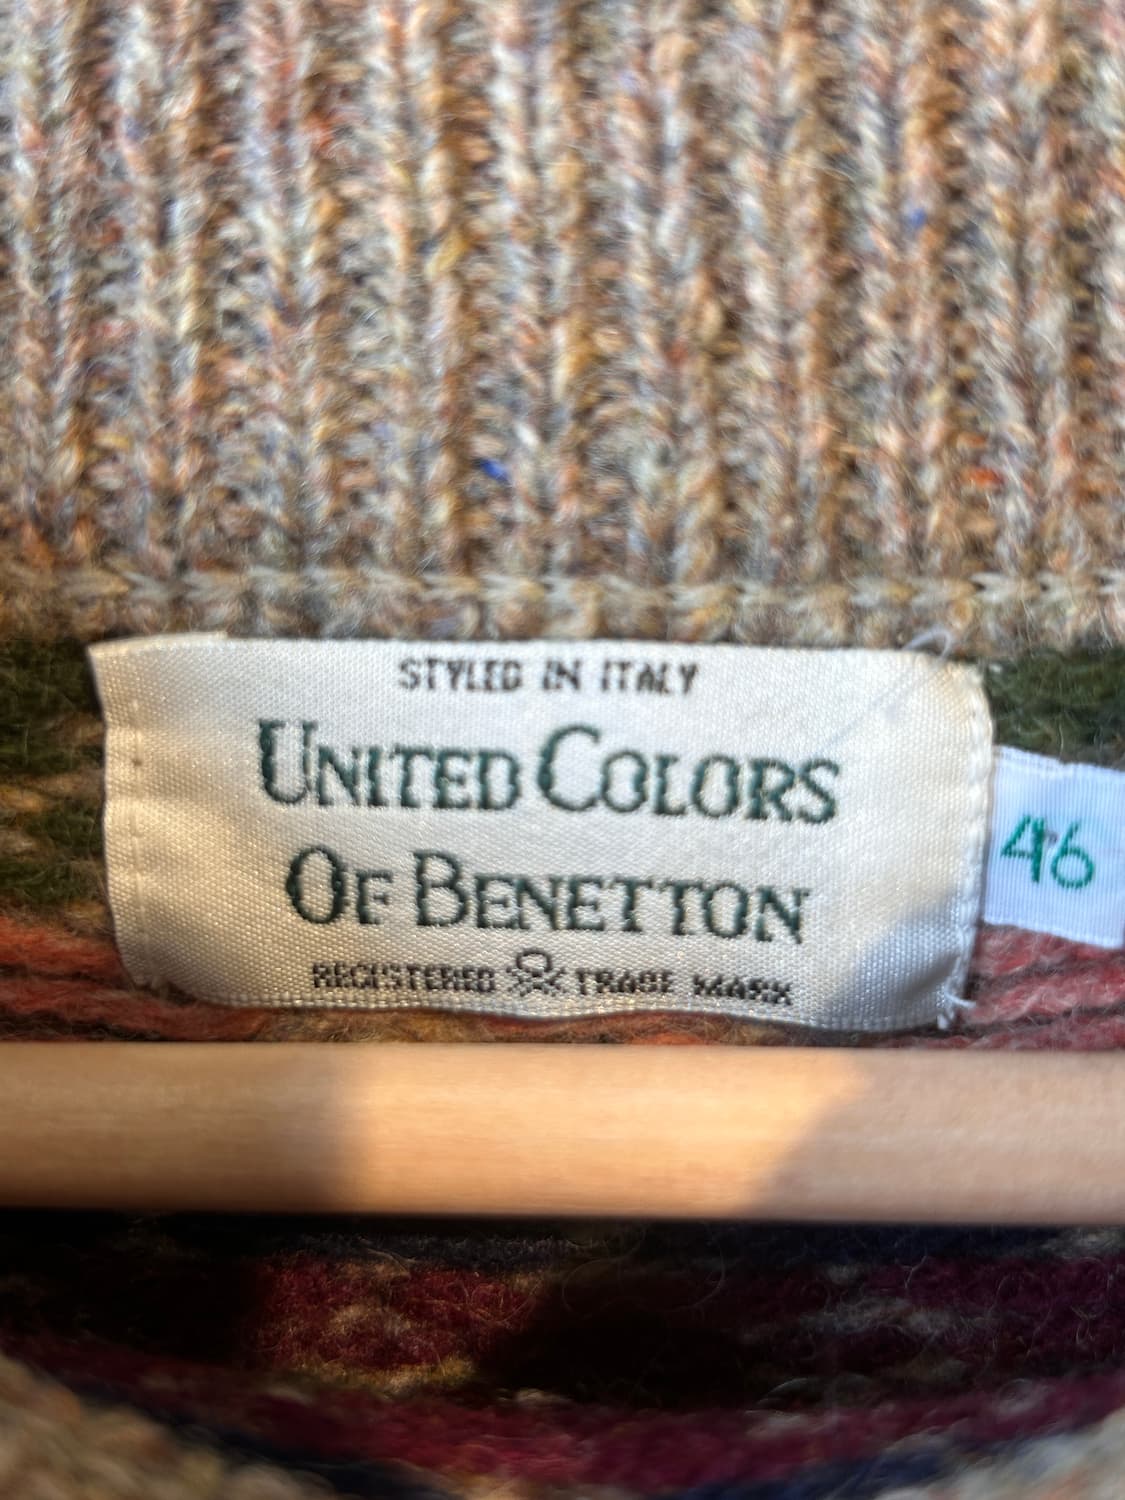 STYLED IN ITALY
UNITED COLORS
OF BENETTON
REGISTERED TRADE MARK
46